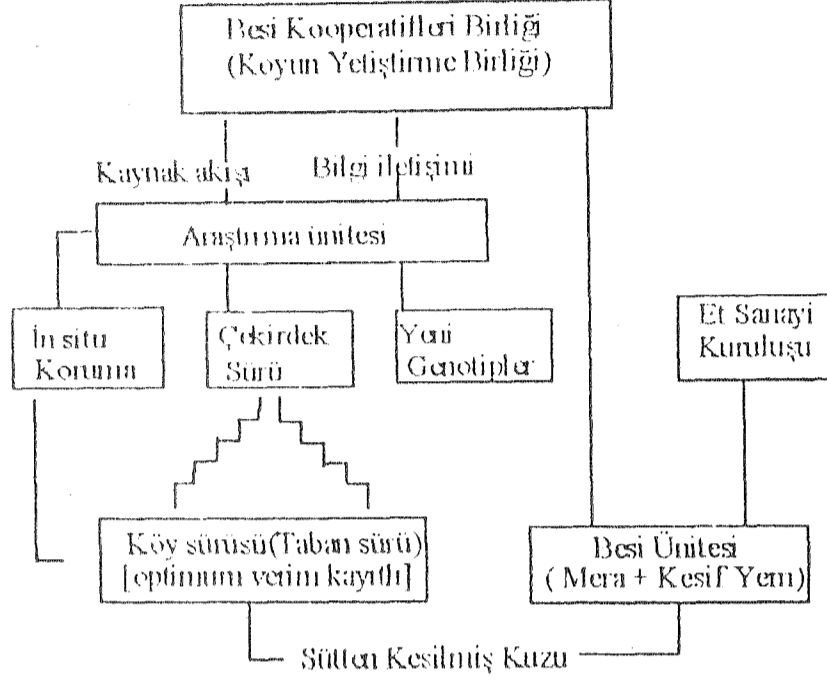 Besi Kooperatifleri Birliği
(Koyun Yetiştirme Birliği)
Kaynak akışı
Bilgi iletişimi
Araştırma ünitesi
İn situ
Koruma
Çekirdek
Sürü
Yeni
Genotipler
Et Sanayi
Kuruluşu
Köy sürüsü(Taban sürü)
[optimum verim kayıtlı]
Besi Ünitesi
( Mera + Kesif Yem)
Sütten Kesilmiş Kuzu